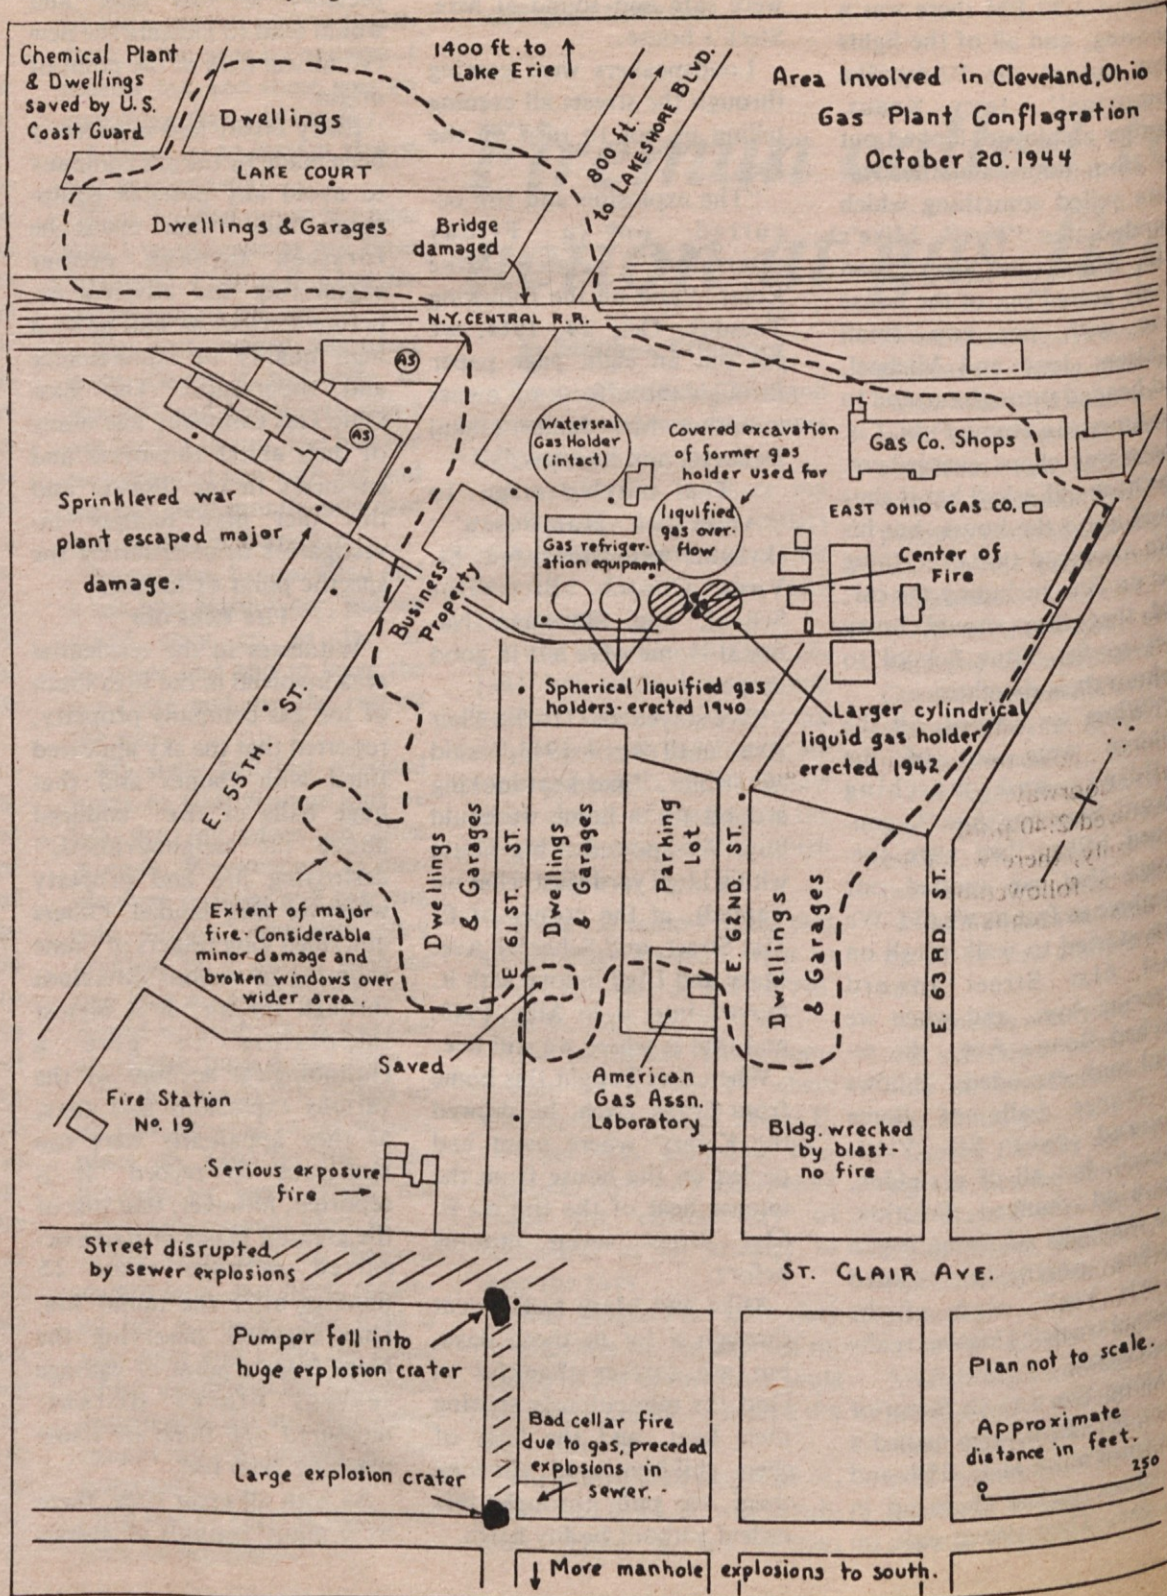 Chemical Plant
& Dwellings
saved by U.S.
Coast Guard
Dwellings
1400 ft. to
Lake Erie
800 ft.
to LAKESHORE BLVD.
Area Involved in Cleveland, Ohio
Gas Plant Conflagration
October 20. 1944
LAKE COURT
Dwellings & Garages
Bridge
damaged
N.Y. CENTRAL R.R.
AS
AS
Waterseal
Gas Holder
(intact)
Covered excavation
of former gas
holder used for
liquified
gas over-
flow
Gas Co. Shops
EAST OHIO GAS CO.
Sprinklered war
plant escaped major
damage.
Gas refriger-
ation equipment
Center of
Fire
Business
Property
Spherical liquified gas
holders - erected 1940
Larger cylindrical
liquid gas holder
erected 1942
E. 55TH. ST.
Dwellings
& Garages
E 61 ST. ST.
Dwellings
& Garages
Parking
Lot
E. 62ND. ST.
Dwellings
& Garages
E. 63RD. ST.
Extent of major
fire - Considerable
minor damage and
broken windows over
wider area.
Saved
American
Gas Assn.
Laboratory
Fire Station
No. 19
Bldg. wrecked
by blast -
no fire
Serious exposure
fire
Street disrupted
by sewer explosions
ST. CLAIR AVE.
Pumper fell into
huge explosion crater
Plan not to scale.
Approximate
distance in feet.
0 250
Bad cellar fire
due to gas, preceded
explosions in
sewer. -
Large explosion crater
More manhole explosions to south.